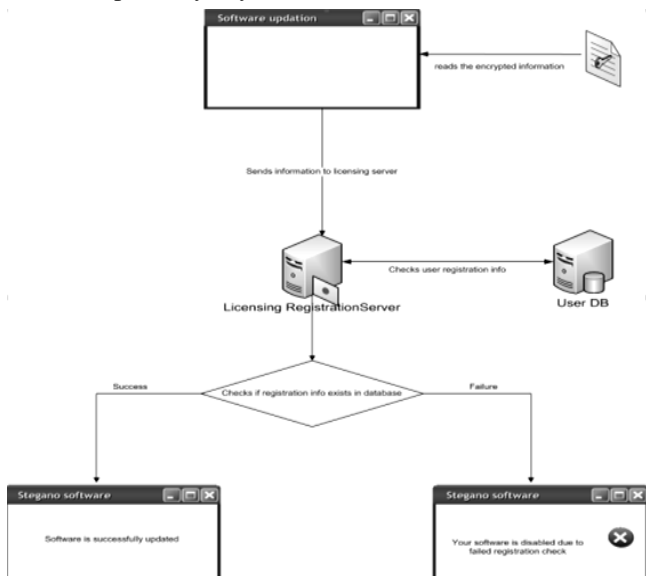 Software updation
reads the encrypted information
Sends information to licensing server
Checks user registration info
Licensing RegistrationServer
User DB
Success
Checks if registration info exists in database
Failure
Stegano software
Software is successfully updated
Stegano software
Your software is disabled due to
failed registration check